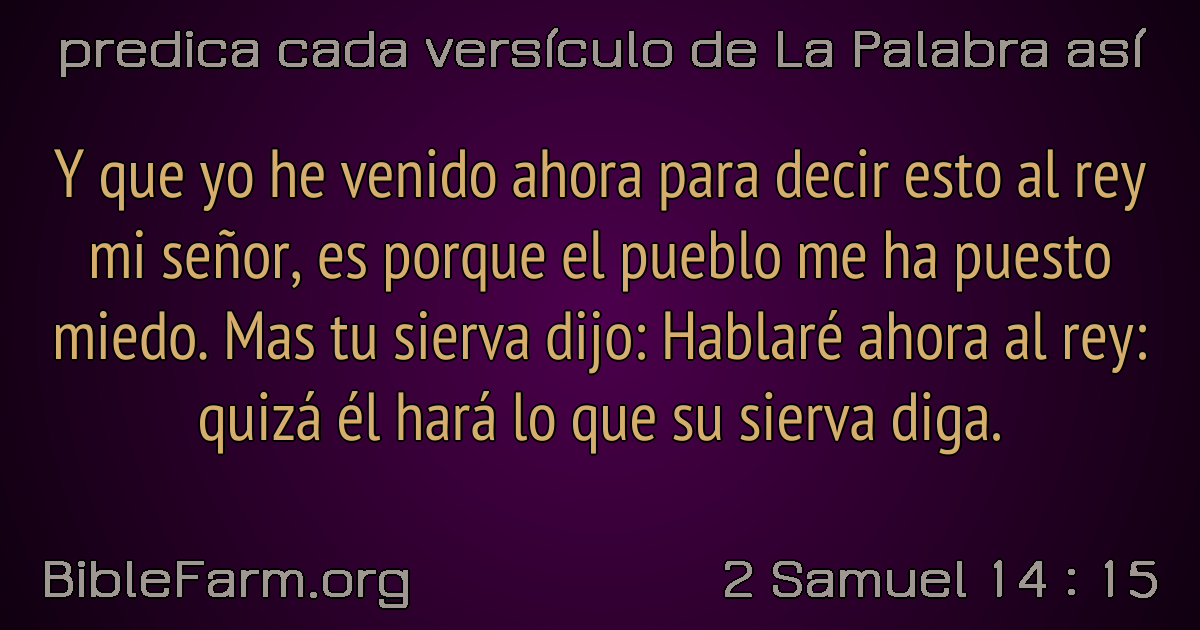 predica cada versículo de La Palabra así
Y que yo he venido ahora para decir esto al rey
mi señor, es porque el pueblo me ha puesto
miedo. Mas tu sierva dijo: Hablaré ahora al rey:
quizá él hará lo que su sierva diga.
BibleFarm.org
2 Samuel 14 : 15